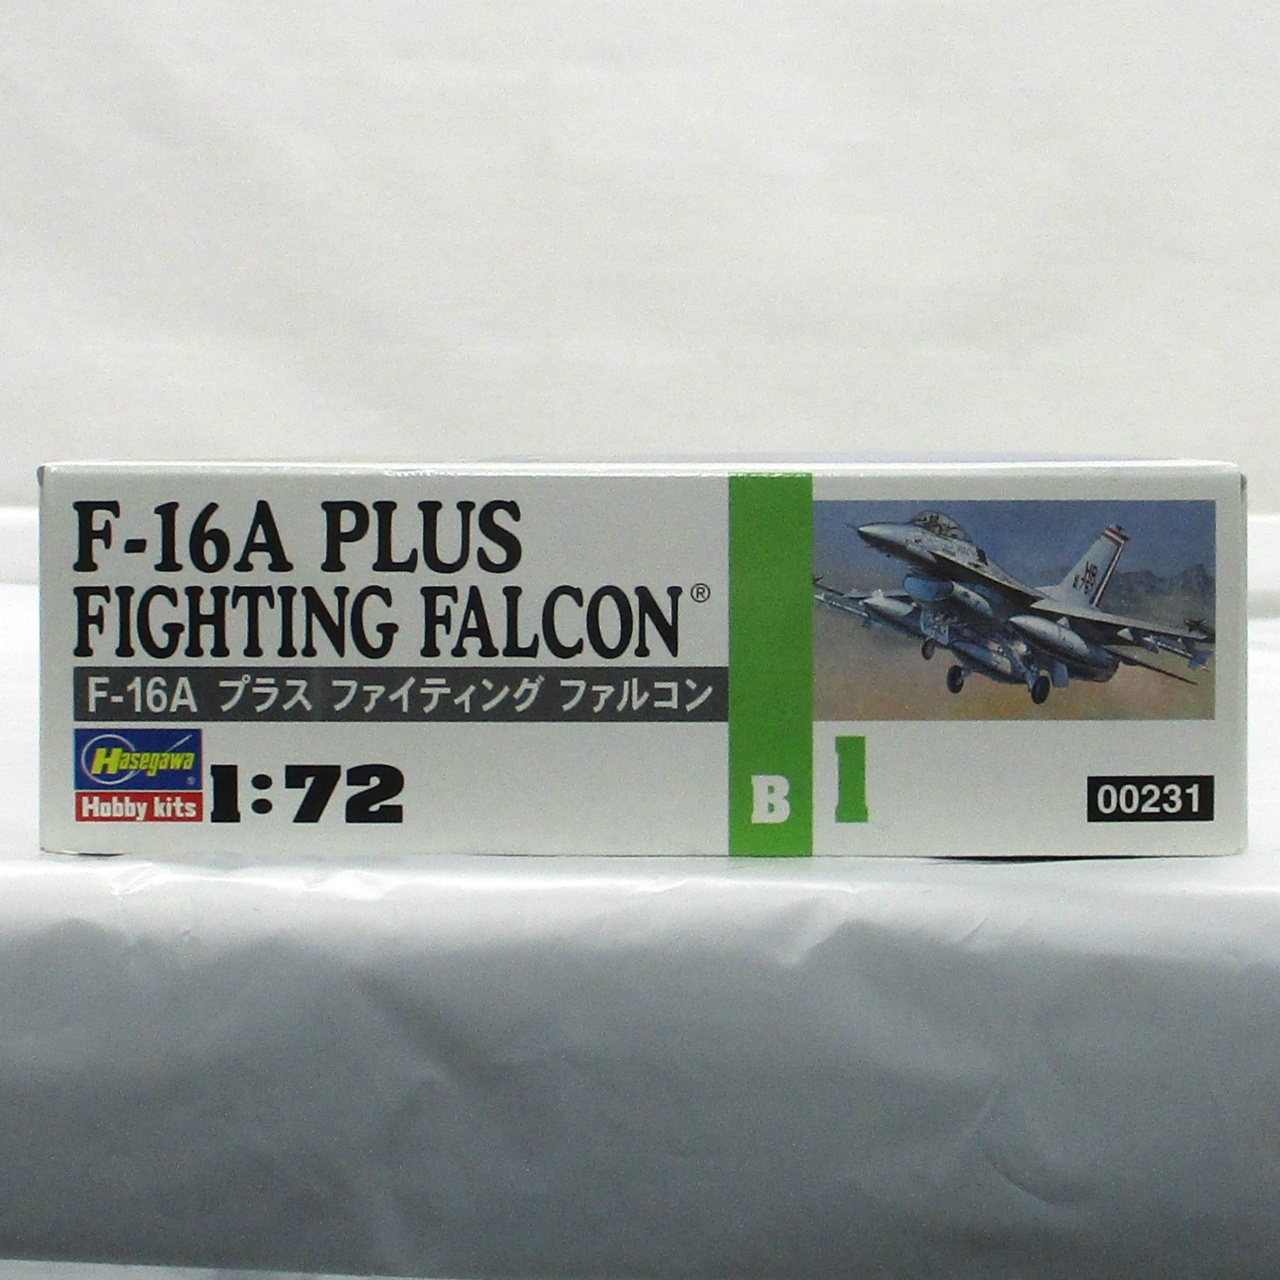 F-16A PLUS
FIGHTING FALCON®
F-16A プラス ファイティング ファルコン
Hasegawa
Hobby kits
1:72
B 1
00231